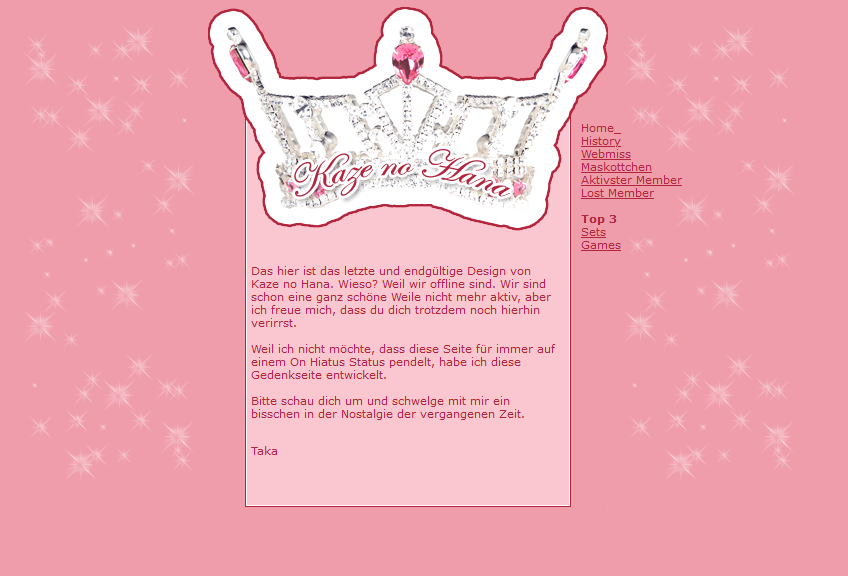 Kaze no Hana
Home_
History
Webmiss
Maskottchen
Aktivster Member
Lost Member
Top 3
Sets
Games
Das hier ist das letzte und endgültige Design von
Kaze no Hana. Wieso? Weil wir offline sind. Wir sind
schon eine ganz schöne Weile nicht mehr aktiv, aber
ich freue mich, dass du dich trotzdem noch hierhin
verirrst.
Weil ich nicht möchte, dass diese Seite für immer auf
einem On Hiatus Status pendelt, habe ich diese
Gedenkseite entwickelt.
Bitte schau dich um und schwelge mit mir ein
bisschen in der Nostalgie der vergangenen Zeit.
Taka